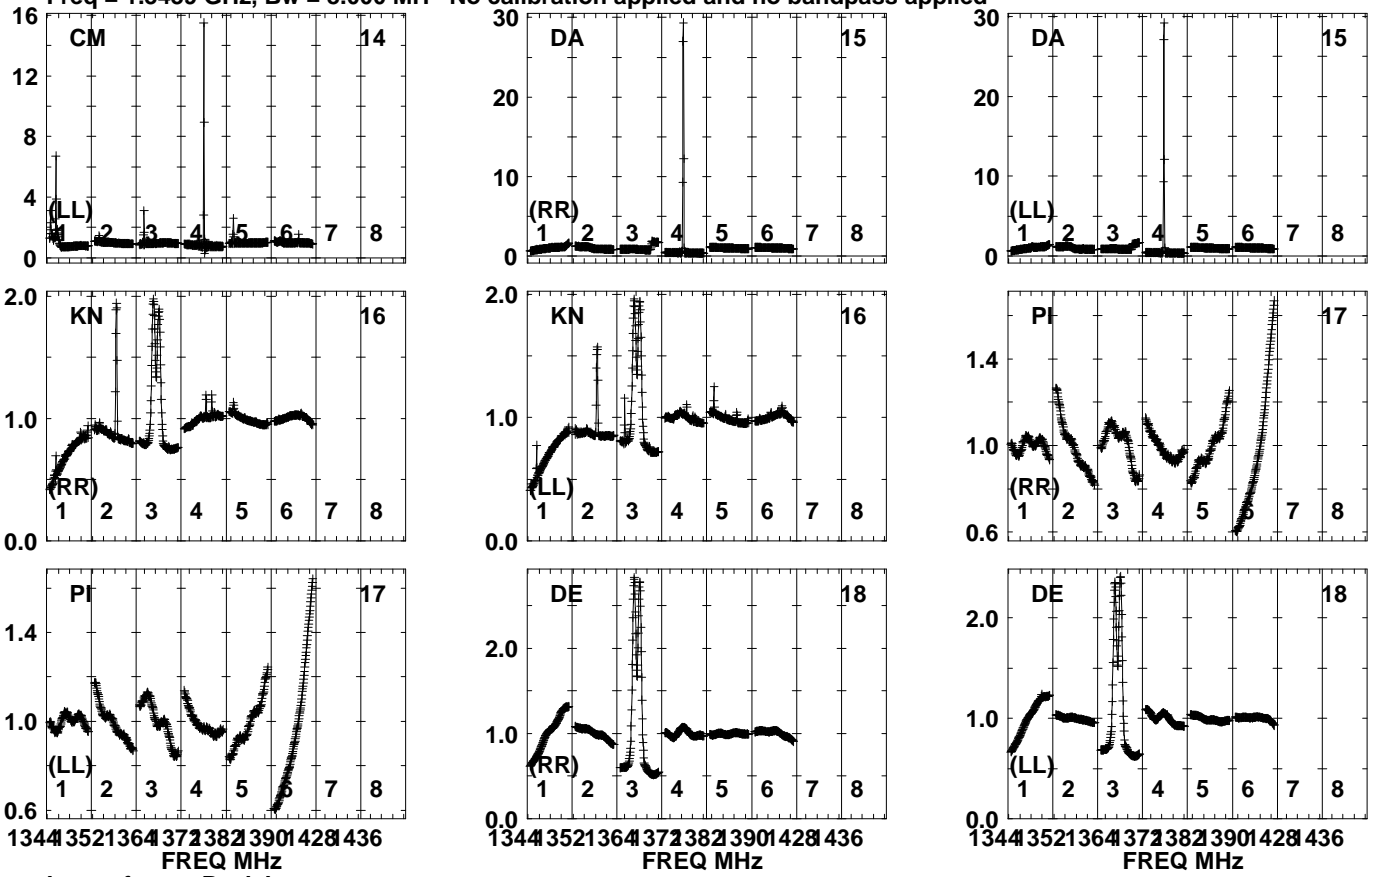 No calibration applied and no bandpass applied
16 CM 14
12
8
4
(LL)
1 2 3 4 5 6 7 8
0
30 DA 15
20
10
(RR)
1 2 3 4 5 6 7 8
0
30 DA 15
20
10
(LL)
1 2 3 4 5 6 7 8
0
2.0 KN 16
1.0
(RR)
1 2 3 4 5 6 7 8
0.0
2.0 KN 16
1.0
(LL)
1 2 3 4 5 6 7 8
0.0
PI 17
1.4
1.0
(RR)
1 2 3 4 5 6 7 8
0.6
PI 17
1.4
1.0
(LL)
1 2 3 4 5 6 7 8
0.6
1344 1352 1364 1372 1382 1390 1428 1436
FREQ MHz
DE 18
2.0
1.0
(RR)
1 2 3 4 5 6 7 8
0.0
1344 1352 1364 1372 1382 1390 1428 1436
FREQ MHz
DE 18
2.0
1.0
(LL)
1 2 3 4 5 6 7 8
0.0
1344 1352 1364 1372 1382 1390 1428 1436
FREQ MHz